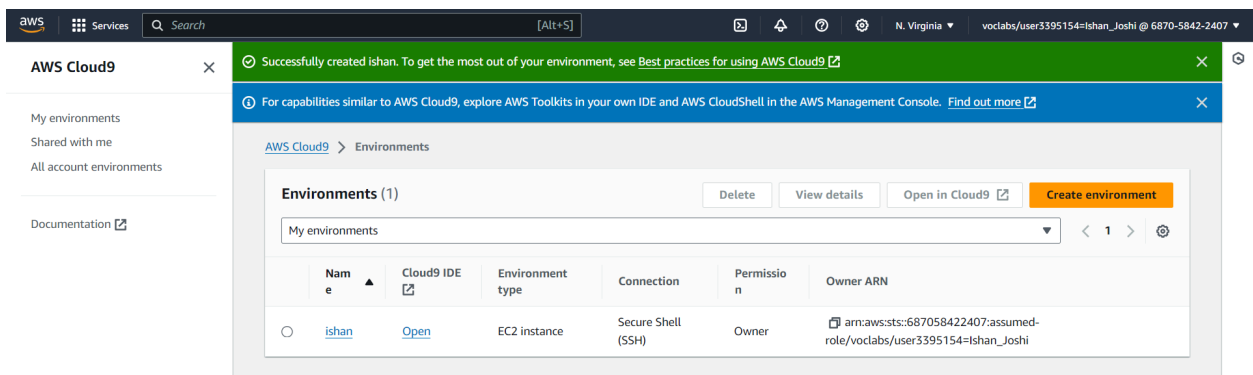 aws Services Search [Alt+S] N. Virginia voclabs/user3395154=Ishan_Joshi @ 6870-5842-2407
AWS Cloud9
My environments
Shared with me
All account environments
Documentation
Successfully created ishan. To get the most out of your environment, see Best practices for using AWS Cloud9
For capabilities similar to AWS Cloud9, explore AWS Toolkits in your own IDE and AWS CloudShell in the AWS Management Console. Find out more
AWS Cloud9 > Environments
Environments (1) Delete View details Open in Cloud9 Create environment
My environments 1
Nam
e
Cloud9 IDE
Environment
type
Connection
Permissio
n
Owner ARN
ishan
Open
EC2 instance
Secure Shell
(SSH)
Owner
arn:aws:sts::687058422407:assumed-
role/voclabs/user3395154=Ishan_Joshi